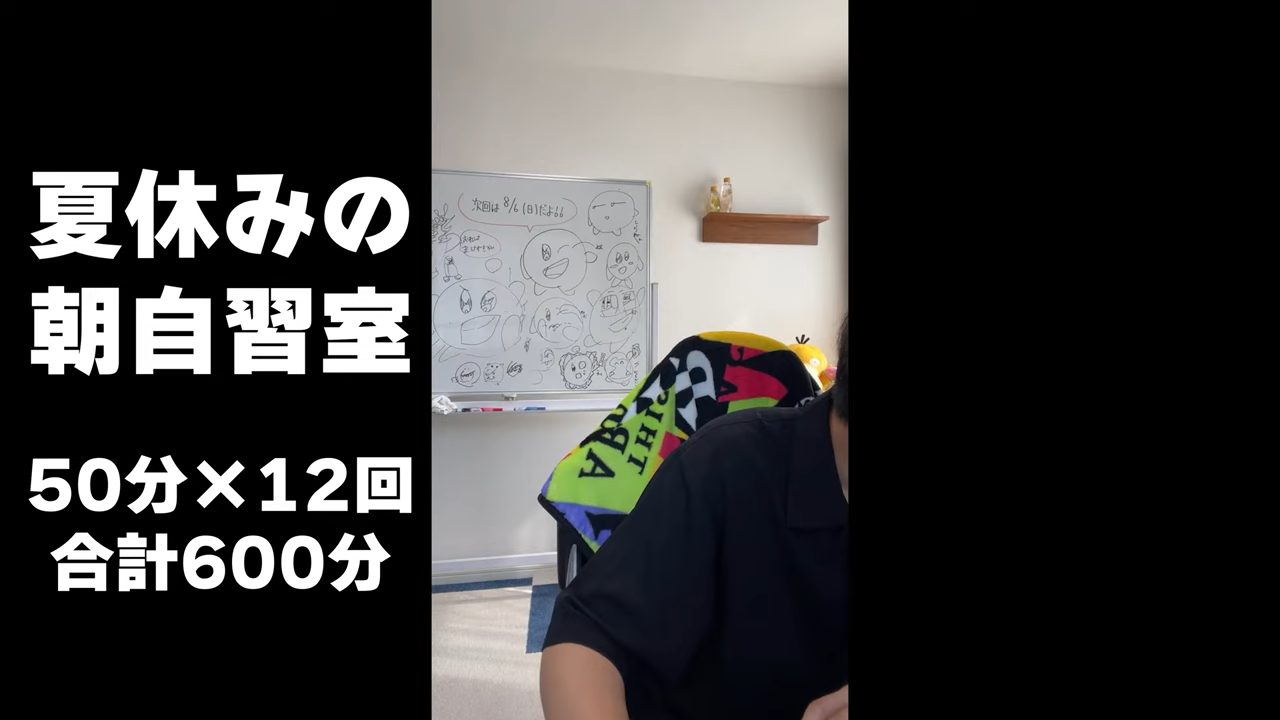 夏休みの
朝自習室
50分×12回
合計600分
次回は 8/6 (日)だよ!!